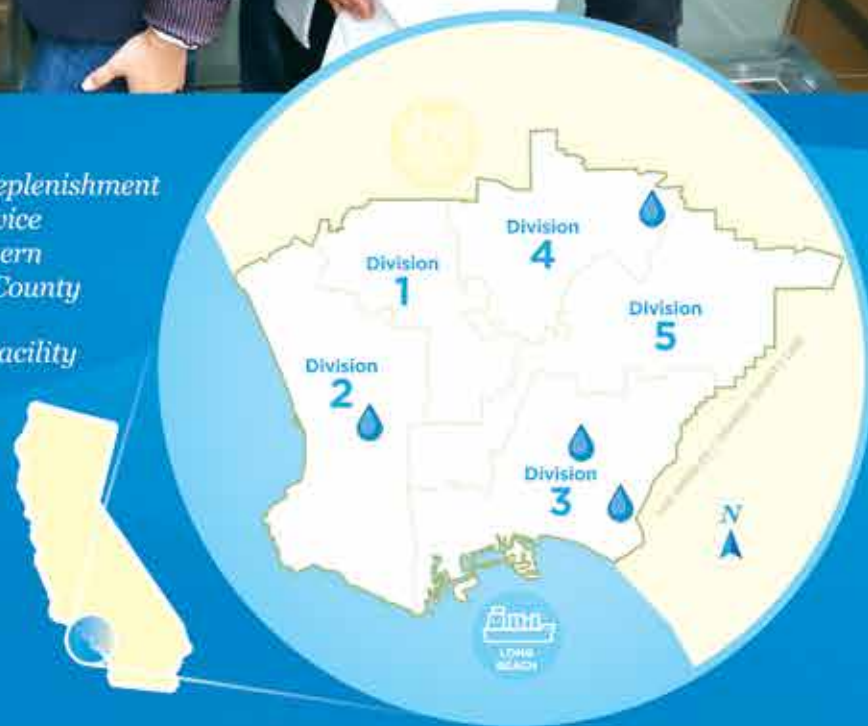 eplenishment
vice
ern
County
acility
Division
4
Division
1
Division
5
Division
2
Division
3
N
LONG
BEACH